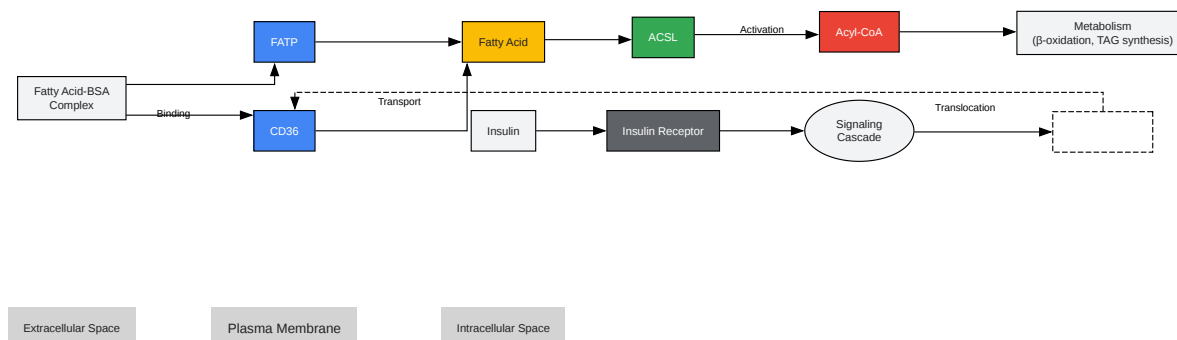 FATP
Fatty Acid
ACSL
Activation
Acyl-CoA
Metabolism
(β-oxidation, TAG synthesis)
Fatty Acid-BSA
Complex
Binding
CD36
Transport
Insulin
Insulin Receptor
Signaling
Cascade
Translocation
Extracellular Space
Plasma Membrane
Intracellular Space